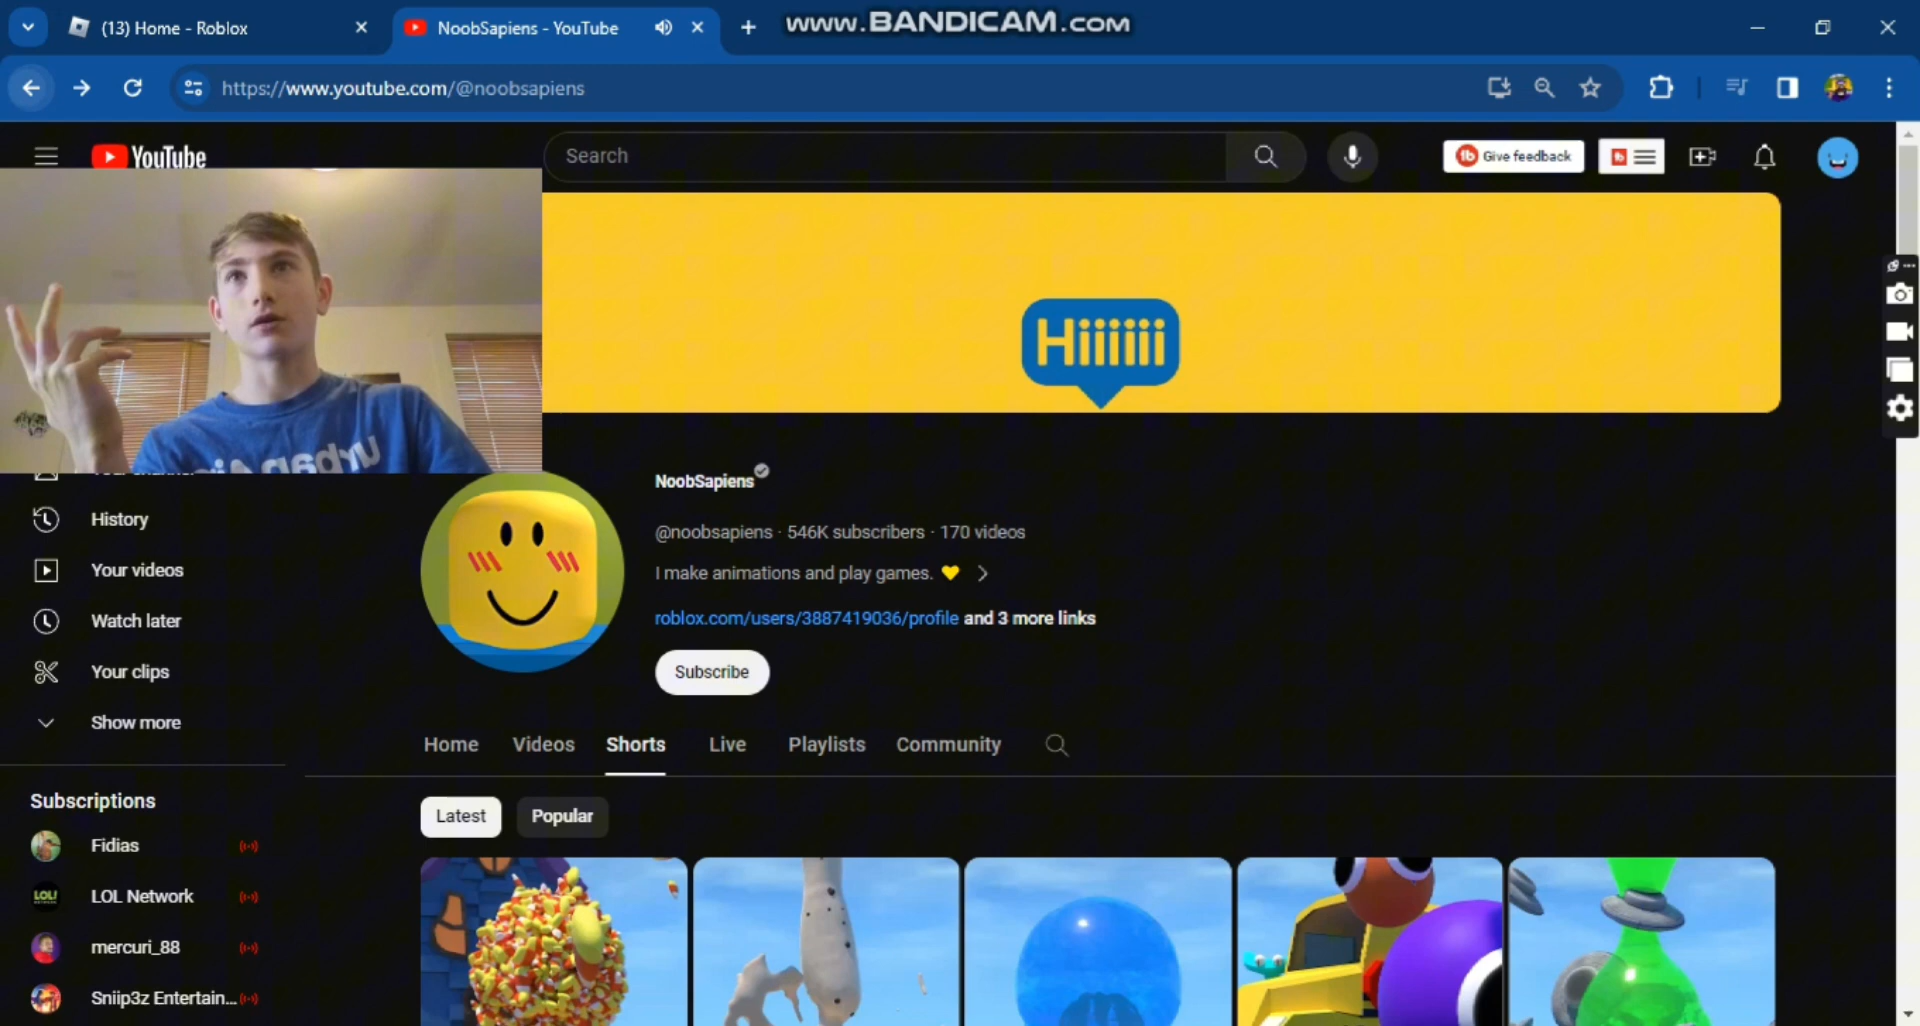 (13) Home - Roblox
NoobSapiens - YouTube
www.BANDICAM.com
https://www.youtube.com/@noobsapiens
YouTube
Search
Give feedback
Hiiiiii
urban Air
NoobSapiens
@noobsapiens · 546K subscribers · 170 videos
I make animations and play games. 💛
roblox.com/users/3887419036/profile and 3 more links
Subscribe
History
Your videos
Watch later
Your clips
Show more
Home
Videos
Shorts
Live
Playlists
Community
Subscriptions
Latest
Popular
Fidias
LOL!
LOL Network
mercuri_88
Sniip3z Entertain...